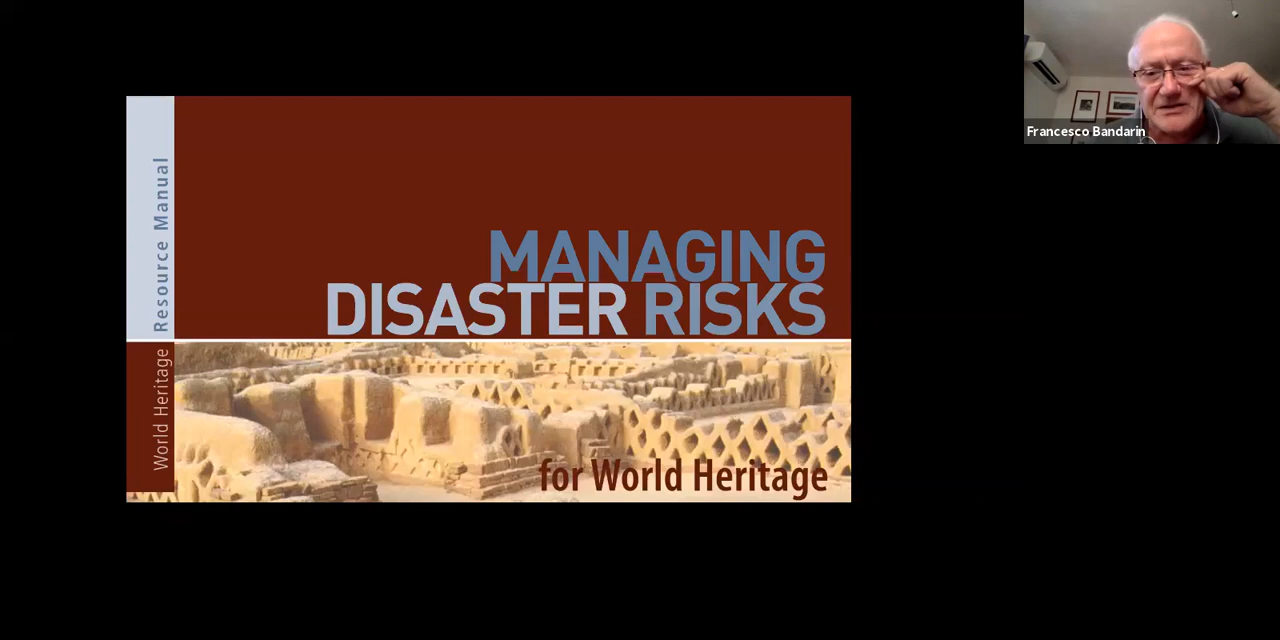 Resource Manual
World Heritage
MANAGING
DISASTER RISKS
for World Heritage
Francesco Bandarin